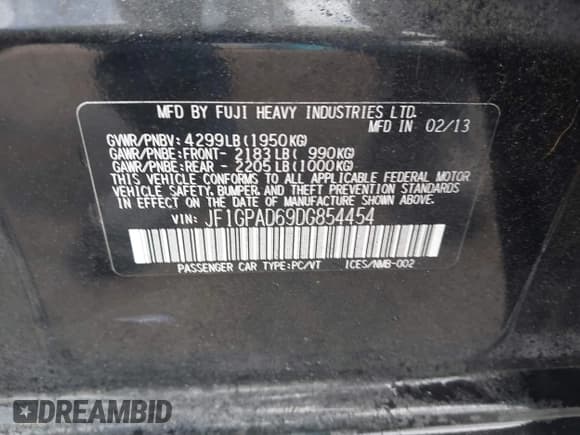 MFD BY FUJI HEAVY INDUSTRIES LTD.
MFD IN 02/13
GVWR/PNBV: 4299LB(1950KG)
GAWR/PNBE:FRONT- 2183LB( 990KG)
GAWR/PNBE:REAR - 2205LB(1000KG)
THIS VEHICLE CONFORMS TO ALL APPLICABLE FEDERAL MOTOR
VEHICLE SAFETY, BUMPER, AND THEFT PREVENTION STANDARDS
IN EFFECT ON THE DATE OF MANUFACTURE SHOWN ABOVE.
VIN: JF1GPAD69DG854454
PASSENGER CAR TYPE:PC/VT ICES/NMB-002
DREAMBID